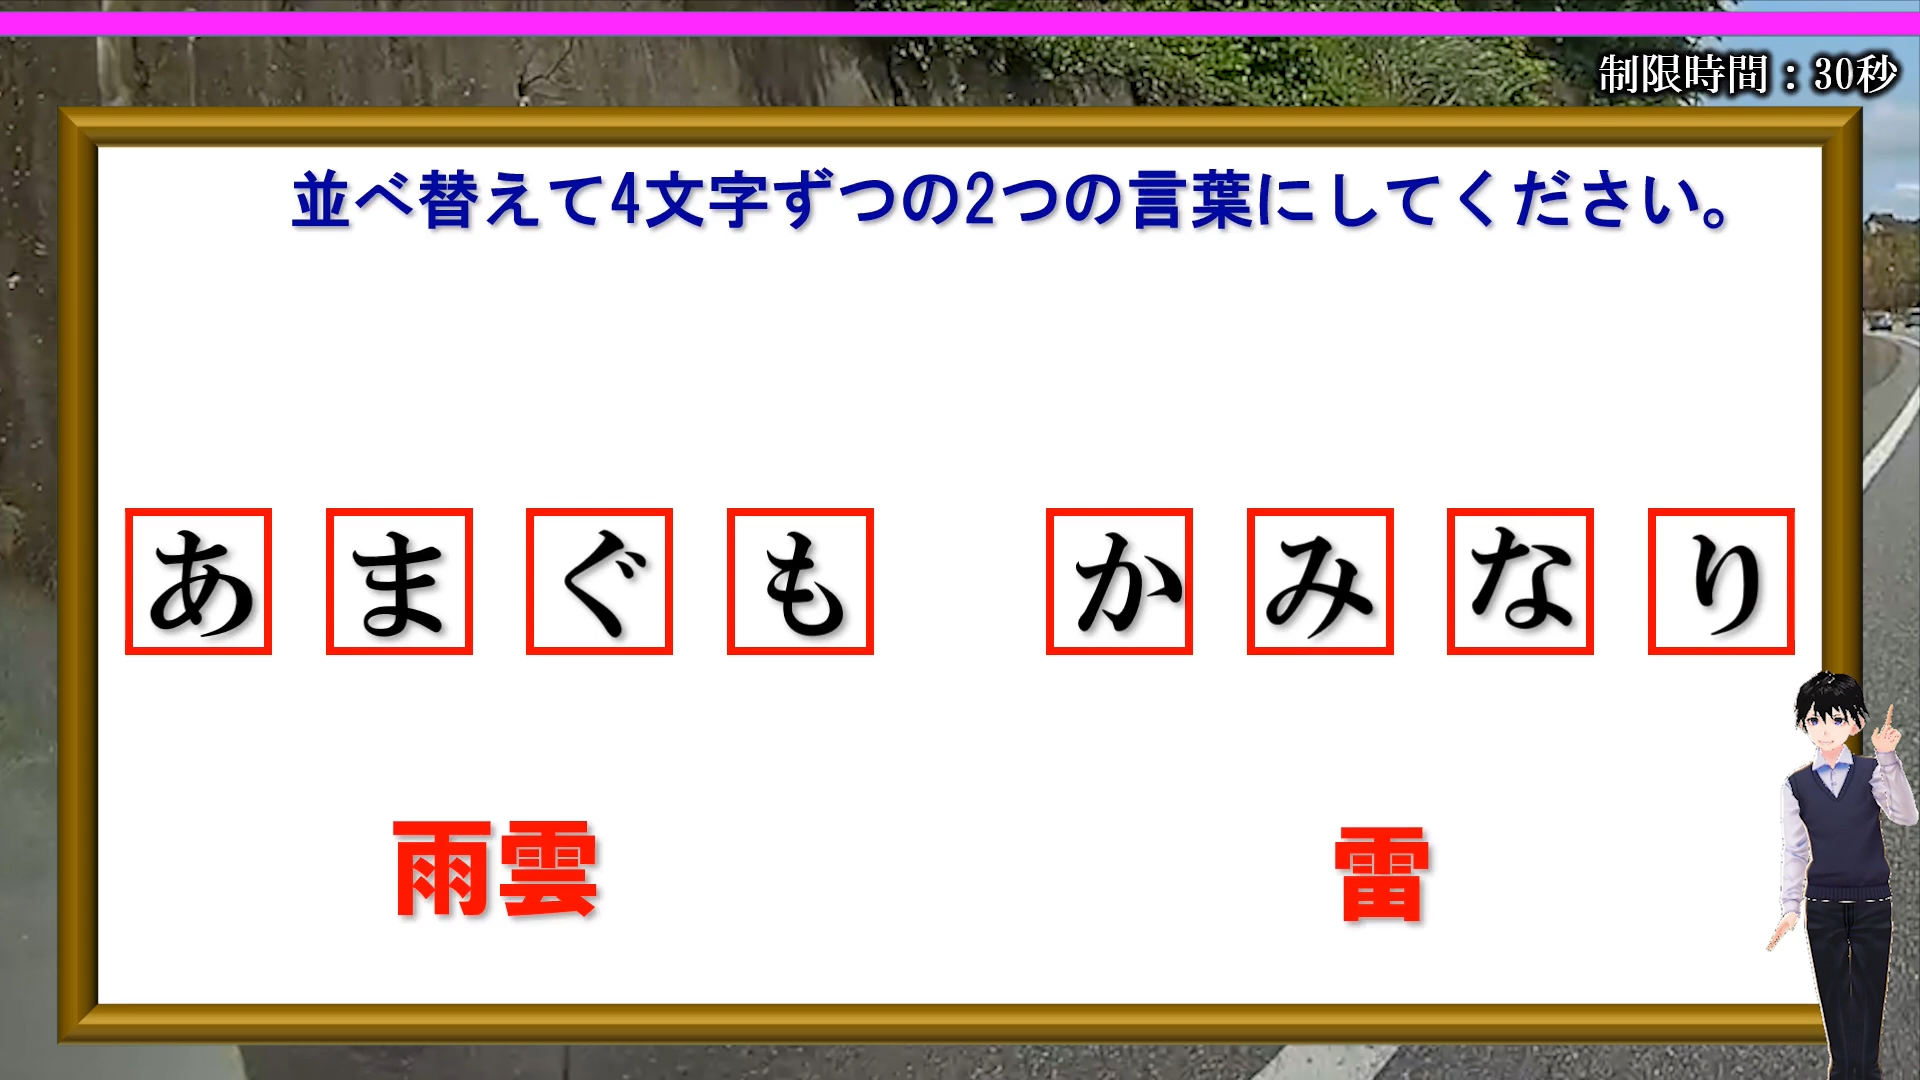 制限時間：30秒
並べ替えて4文字ずつの2つの言葉にしてください。
あまぐも かみなり
雨雲 雷